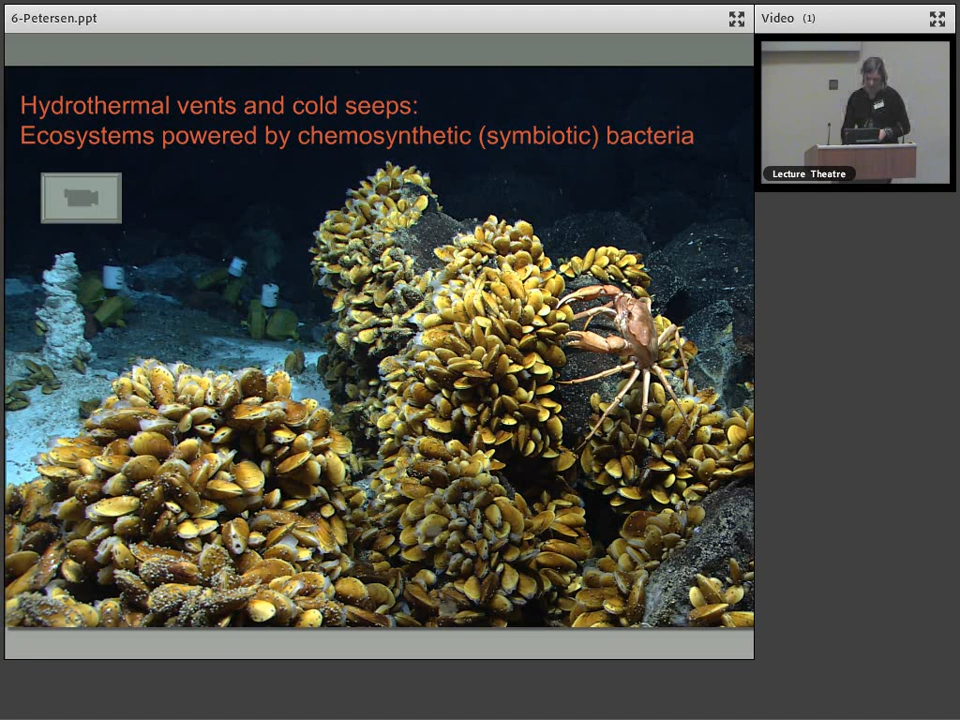 6-Petersen.ppt
Video (1)
Hydrothermal vents and cold seeps:
Ecosystems powered by chemosynthetic (symbiotic) bacteria
Lecture Theatre